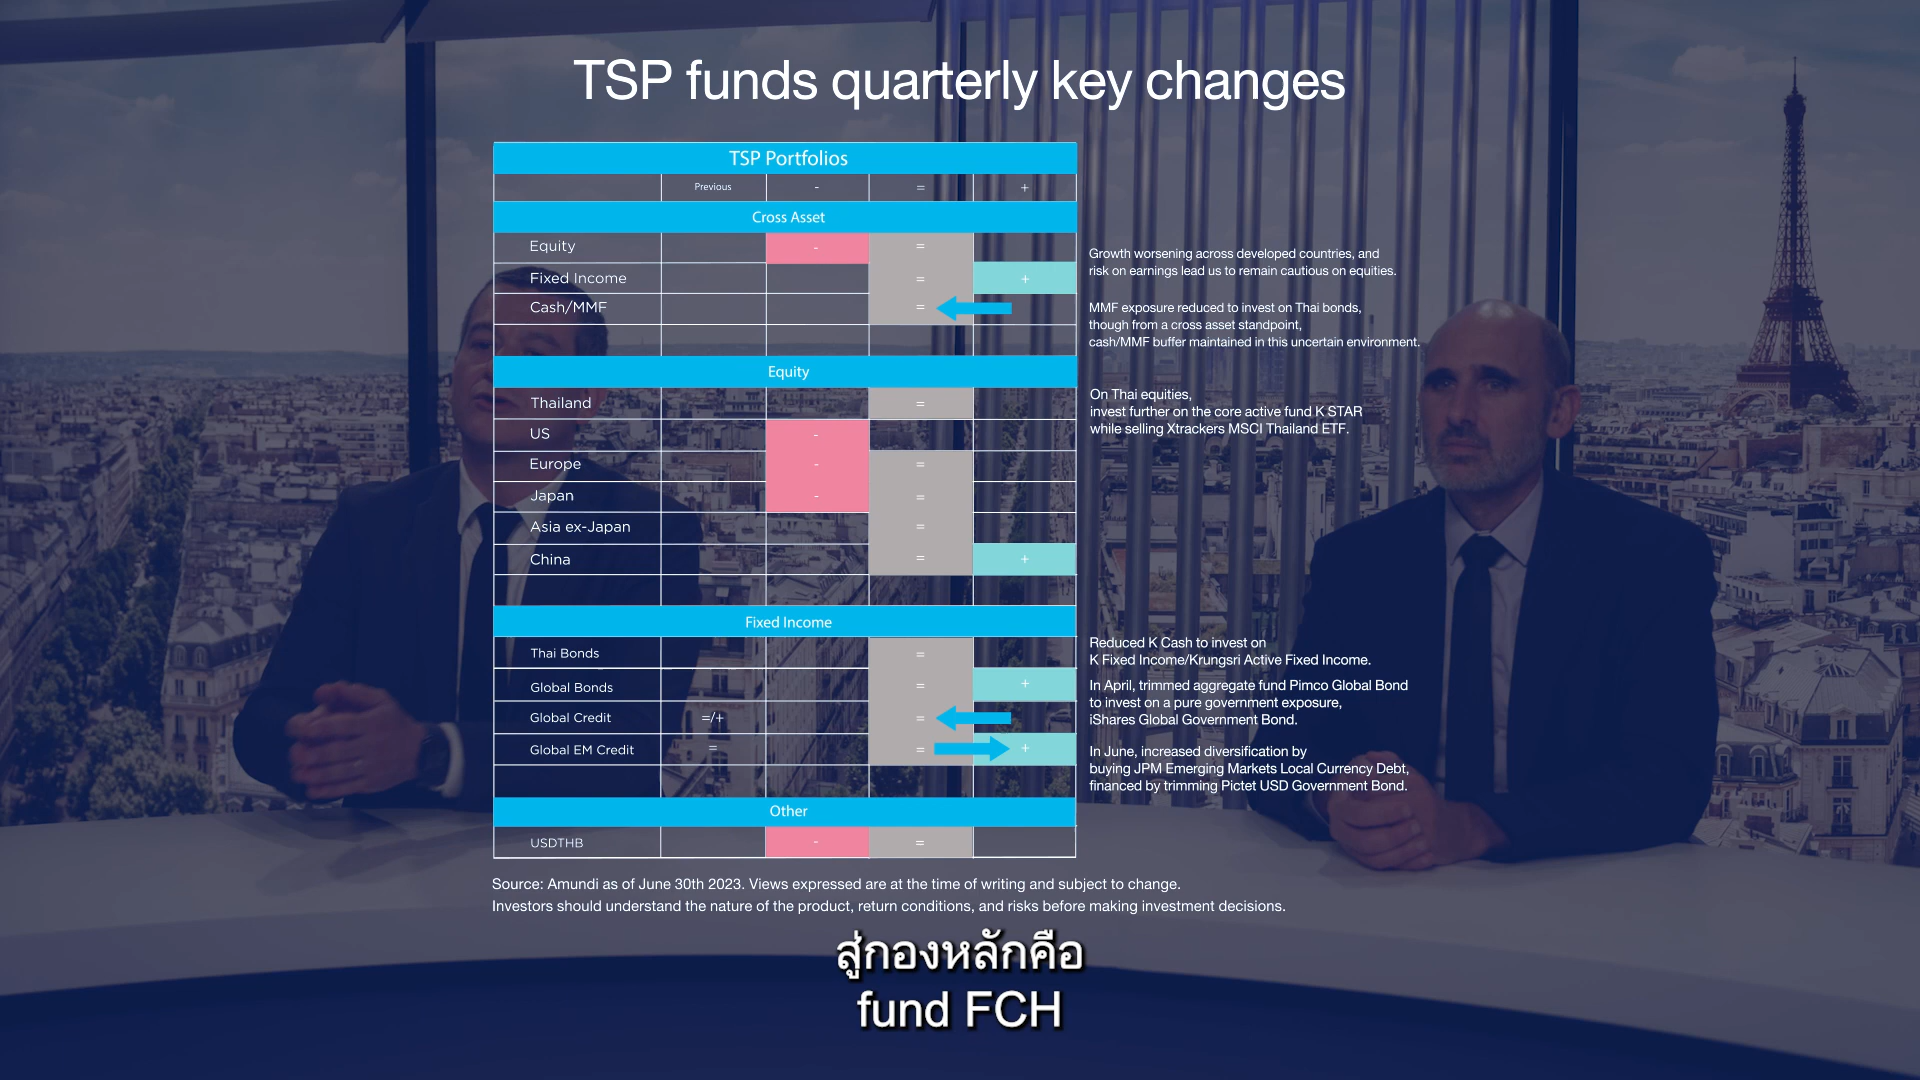 TSP funds quarterly key changes
TSP Portfolios
Previous - = +
Cross Asset
Equity - =
Growth worsening across developed countries, and
risk on earnings lead us to remain cautious on equities.
Fixed Income = +
Cash/MMF =
MMF exposure reduced to invest on Thai bonds,
though from a cross asset standpoint,
cash/MMF buffer maintained in this uncertain environment.
Equity
Thailand =
On Thai equities,
invest further on the core active fund K STAR
while selling Xtrackers MSCI Thailand ETF.
US -
Europe - =
Japan - =
Asia ex-Japan =
China = +
Fixed Income
Thai Bonds =
Reduced K Cash to invest on
K Fixed Income/Krungsri Active Fixed Income.
Global Bonds = +
In April, trimmed aggregate fund Pimco Global Bond
to invest on a pure government exposure,
iShares Global Government Bond.
Global Credit =/+ =
Global EM Credit = = +
In June, increased diversification by
buying JPM Emerging Markets Local Currency Debt,
financed by trimming Pictet USD Government Bond.
Other
USDTHB - =
Source: Amundi as of June 30th 2023. Views expressed are at the time of writing and subject to change.
Investors should understand the nature of the product, return conditions, and risks before making investment decisions.
สู่กองหลักคือ
fund FCH